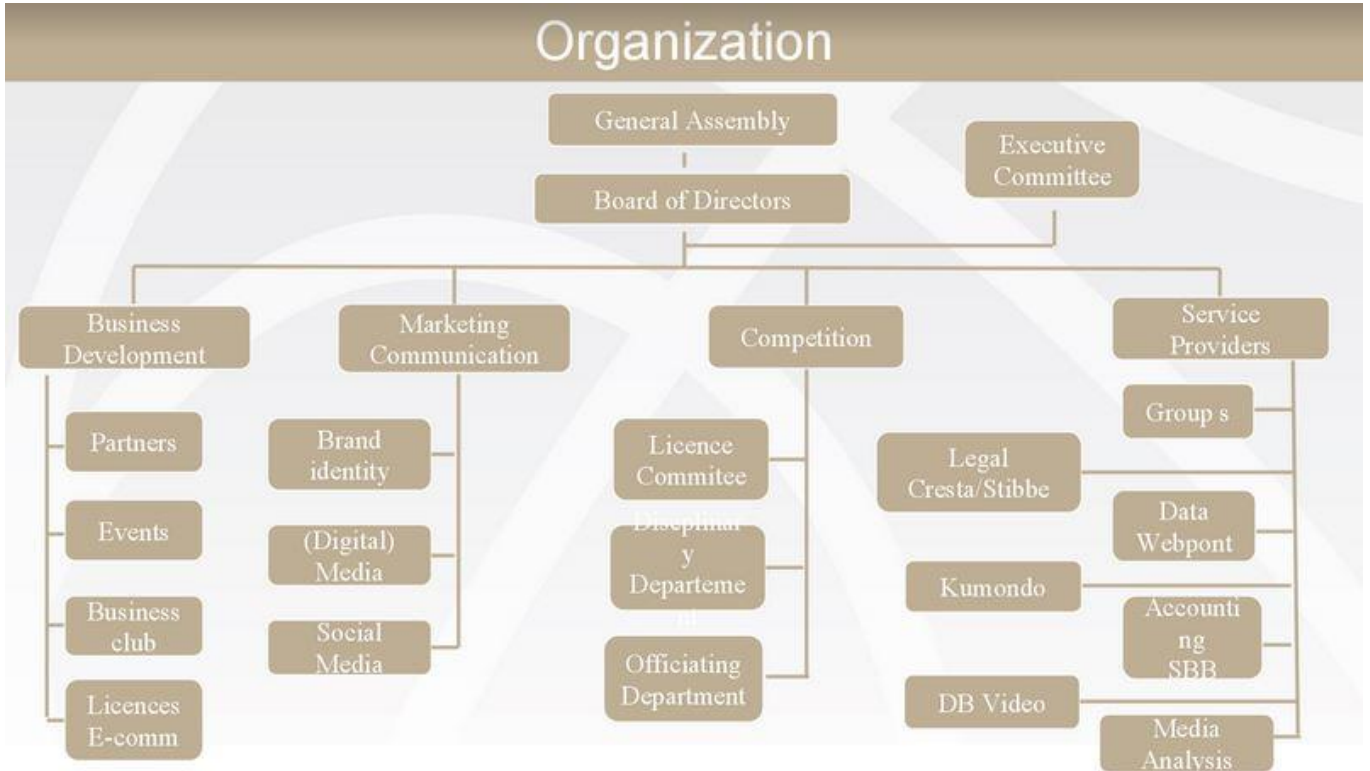 Organization
General Assembly
Executive
Committee
Board of Directors
Business
Development
Marketing
Communication
Competition
Service
Providers
Partners
Events
Business
club
Licences
E-comm
Brand
identity
(Digital)
Media
Social
Media
Licence
Commitee
Disciplinar
y
Departeme
Officiating
Department
Group s
Legal
Cresta/Stibbe
Data
Webpont
Kumondo
Accounti
ng
SBB
DB Video
Media
Analysis